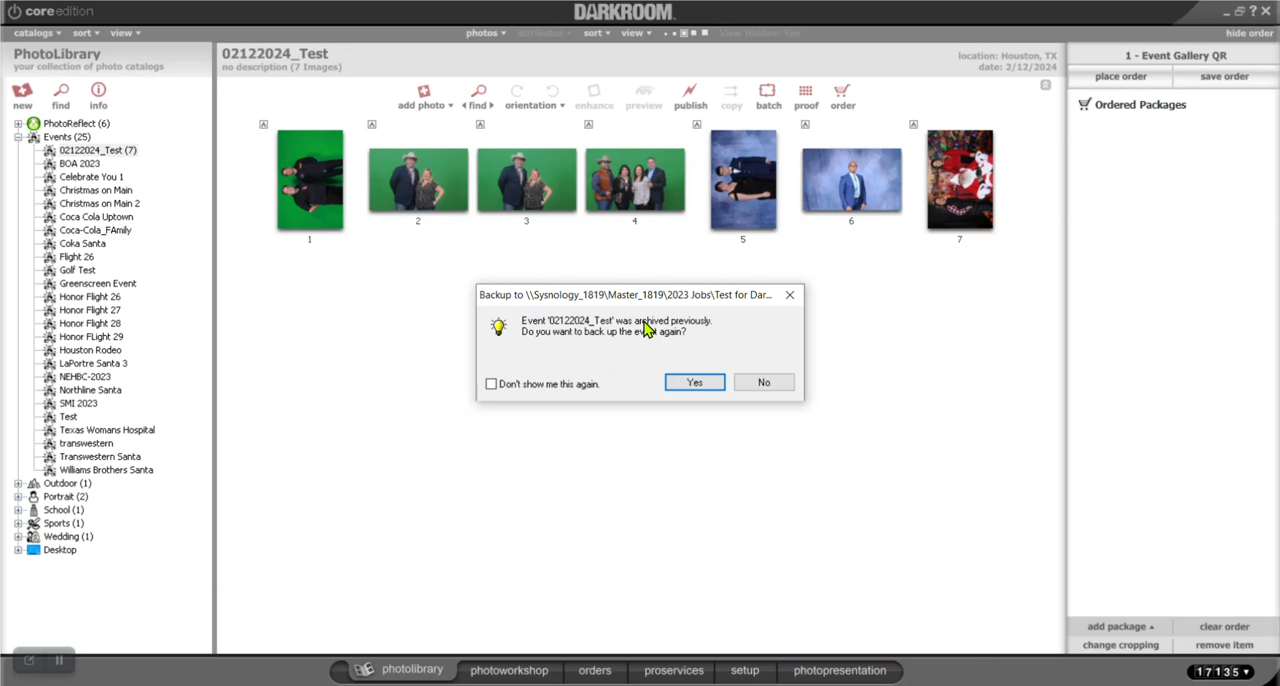 core edition
DARKROOM
catalogs sort view
photos attributes sort view View Hidden: Yes
hide order
PhotoLibrary
your collection of photo catalogs
new find info
PhotoReflect (6)
Events (25)
02122024_Test (7)
BOA 2023
Celebrate You 1
Christmas on Main
Christmas on Main 2
Coca Cola Uptown
Coca-Cola_FAmily
Coka Santa
Flight 26
Golf Test
Greenscreen Event
Honor Flight 26
Honor Flight 27
Honor Flight 28
Honor FLight 29
Houston Rodeo
LaPortre Santa 3
NEHBC-2023
Northline Santa
SMI 2023
Test
Texas Womans Hospital
transwestern
Transwestern Santa
Williams Brothers Santa
Outdoor (1)
Portrait (2)
School (1)
Sports (1)
Wedding (1)
Desktop
02122024_Test
no description (7 Images)
location: Houston, TX
date: 2/12/2024
add photo find orientation enhance preview publish copy batch proof order
A A A A A A A
1 2 3 4 5 6 7
Backup to \\Sysnology_1819\Master_1819\2023 Jobs\Test for Dar...
Event '02122024_Test' was archived previously.
Do you want to back up the event again?
Don't show me this again.
Yes No
1 - Event Gallery QR
place order save order
Ordered Packages
add package clear order
change cropping remove item
photolibrary photoworkshop orders proservices setup photopresentation
17135